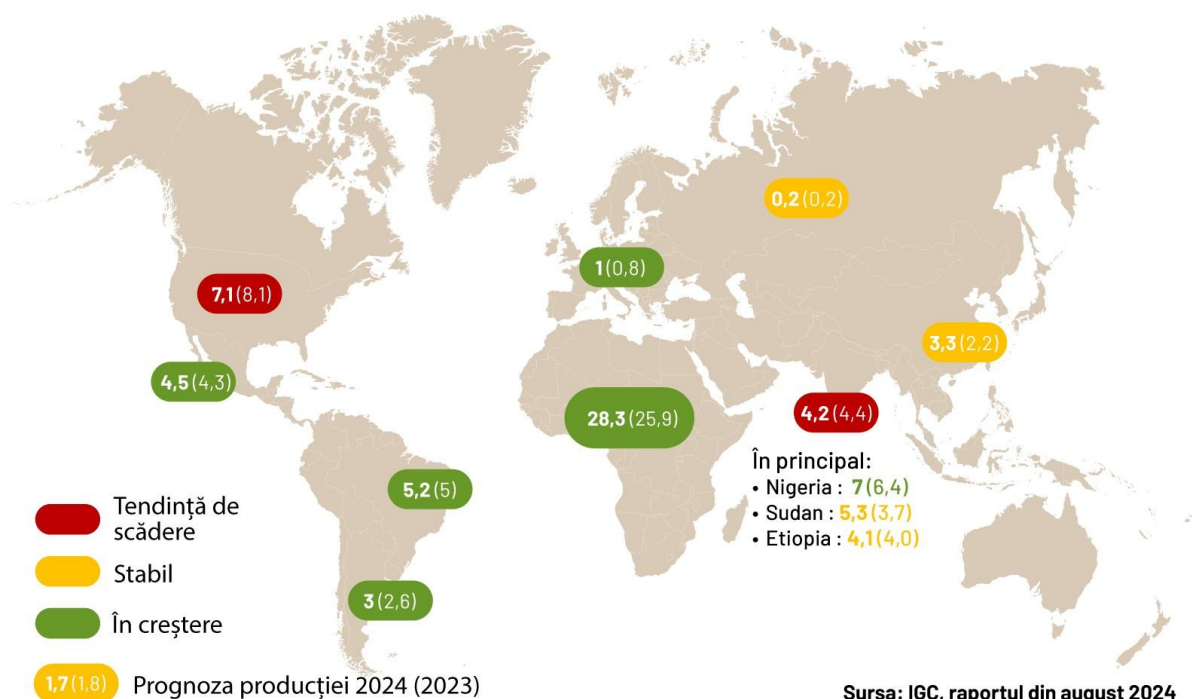 0,2 (0,2)
1 (0,8)
7,1 (8,1)
3,3 (2,2)
4,5 (4,3)
28,3 (25,9)
4,2 (4,4)
În principal:
• Nigeria : 7 (6,4)
• Sudan : 5,3 (3,7)
• Etiopia : 4,1 (4,0)
5,2 (5)
3 (2,6)
Tendință de
scădere
Stabil
În creștere
1,7 (1,8) Prognoza producției 2024 (2023)
Sursa: IGC, raportul din august 2024